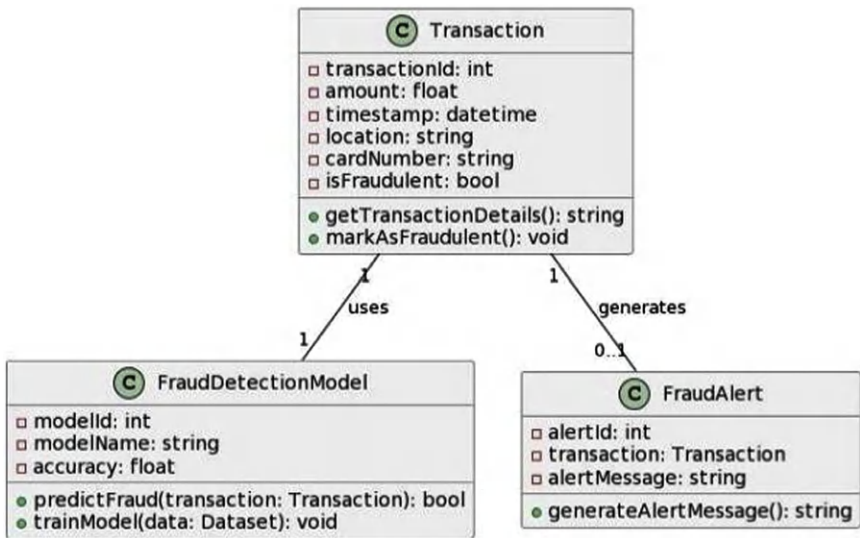 C Transaction
transactionId: int
amount: float
timestamp: datetime
location: string
cardNumber: string
isFraudulent: bool
getTransactionDetails(): string
markAsFraudulent(): void
1
1
uses
generates
1
0..1
C FraudDetectionModel
modelId: int
modelName: string
accuracy: float
predictFraud(transaction: Transaction): bool
trainModel(data: Dataset): void
C FraudAlert
alertId: int
transaction: Transaction
alertMessage: string
generateAlertMessage(): string